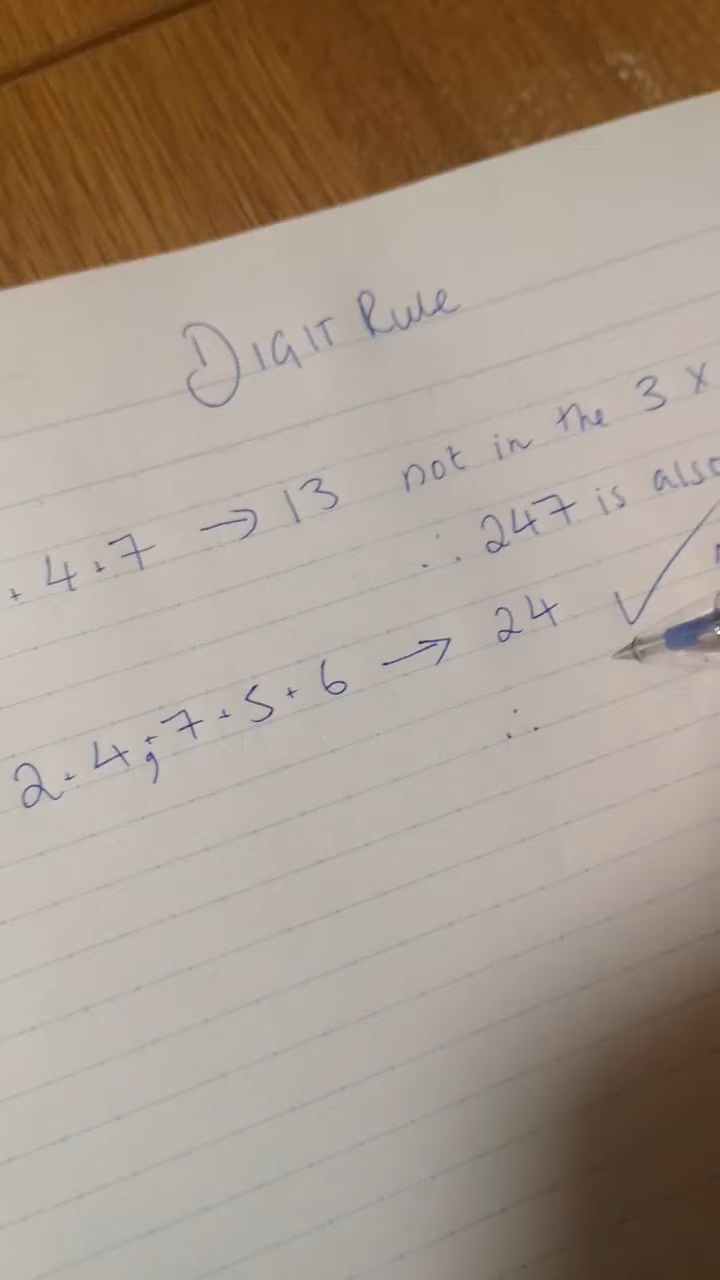 DIGIT Rule
+ 4 + 7 → 13 not in the 3 x
∴ 247 is also
2 + 4 , + 7 + 5 + 6 → 24 ✓
∴